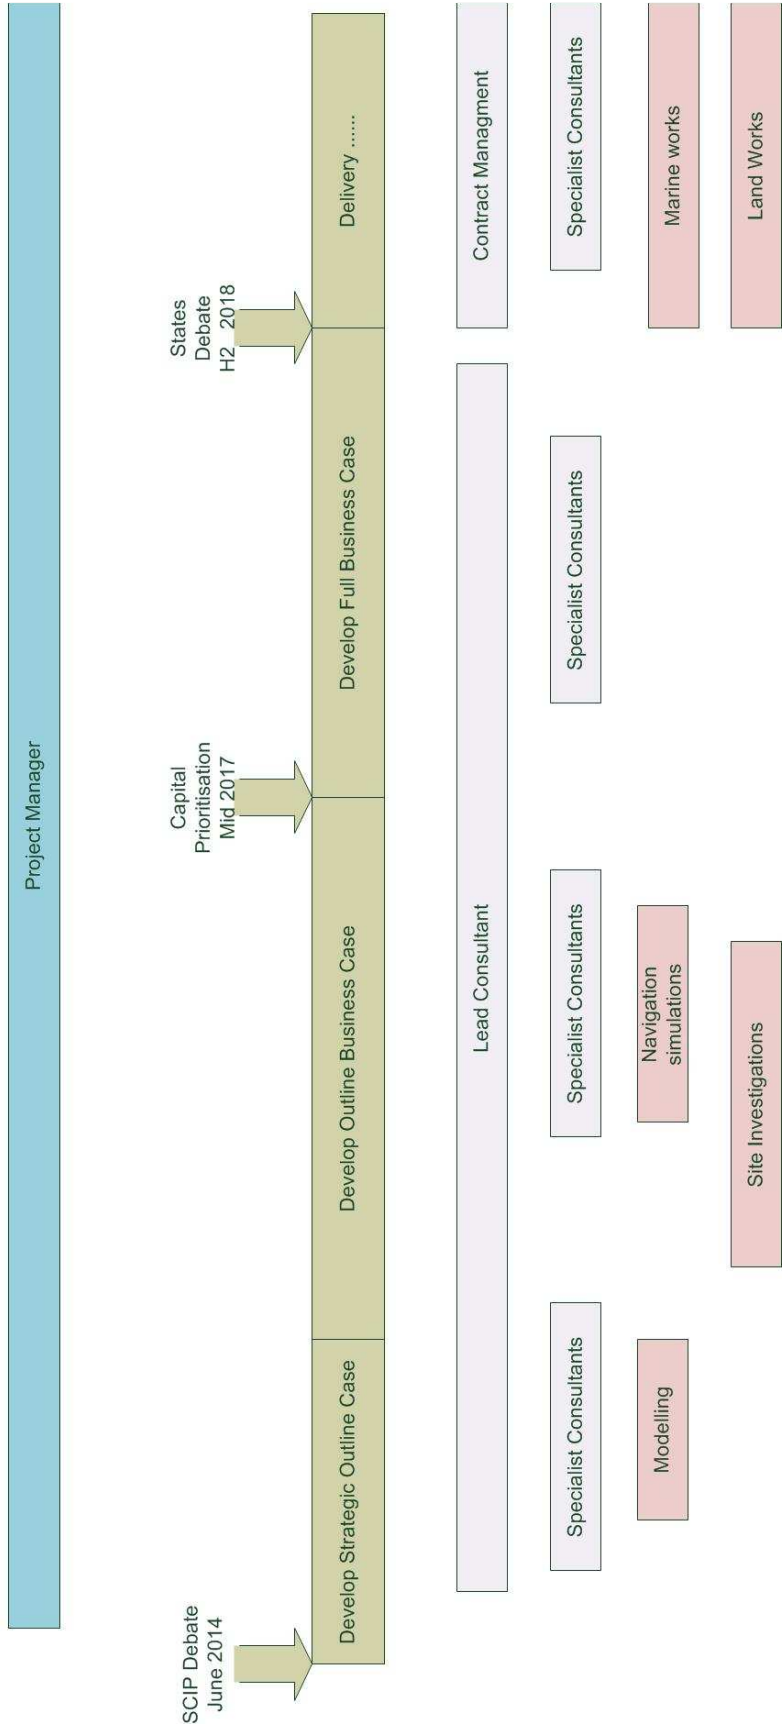 Project Manager
SCIP Debate
June 2014
Capital
Prioritisation
Mid 2017
States
Debate
H2 2018
Develop Strategic Outline Case
Develop Outline Business Case
Develop Full Business Case
Delivery ......
Lead Consultant
Contract Managment
Specialist Consultants
Specialist Consultants
Specialist Consultants
Specialist Consultants
Modelling
Navigation
simulations
Marine works
Site Investigations
Land Works